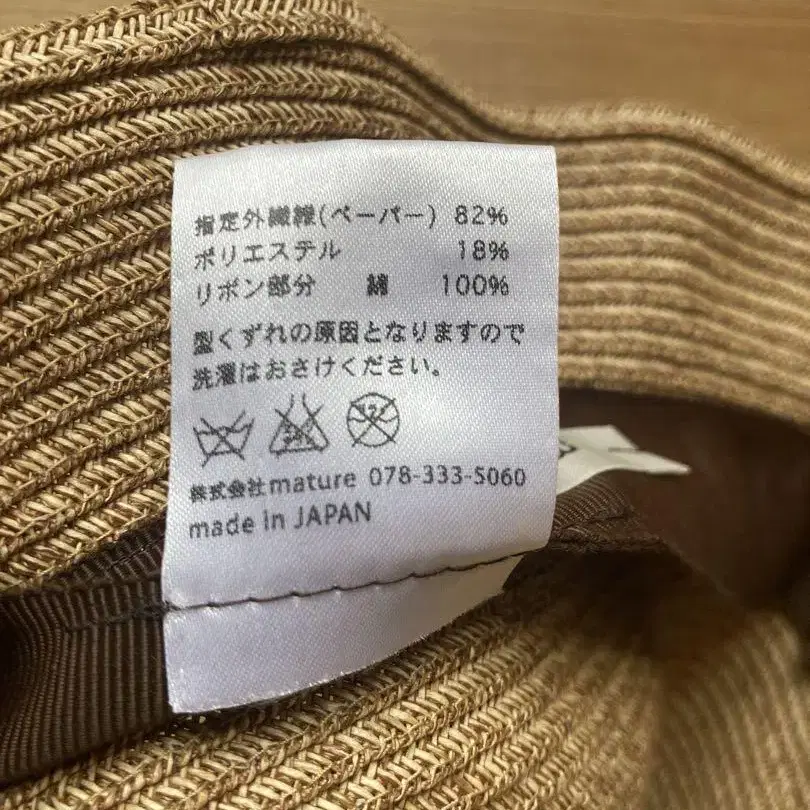 指定外繊維(ペーパー) 82%
ポリエステル 18%
リボン部分 綿 100%
型くずれの原因となりますので
洗濯はおさけください。
株式会社mature 078-333-5060
made in JAPAN